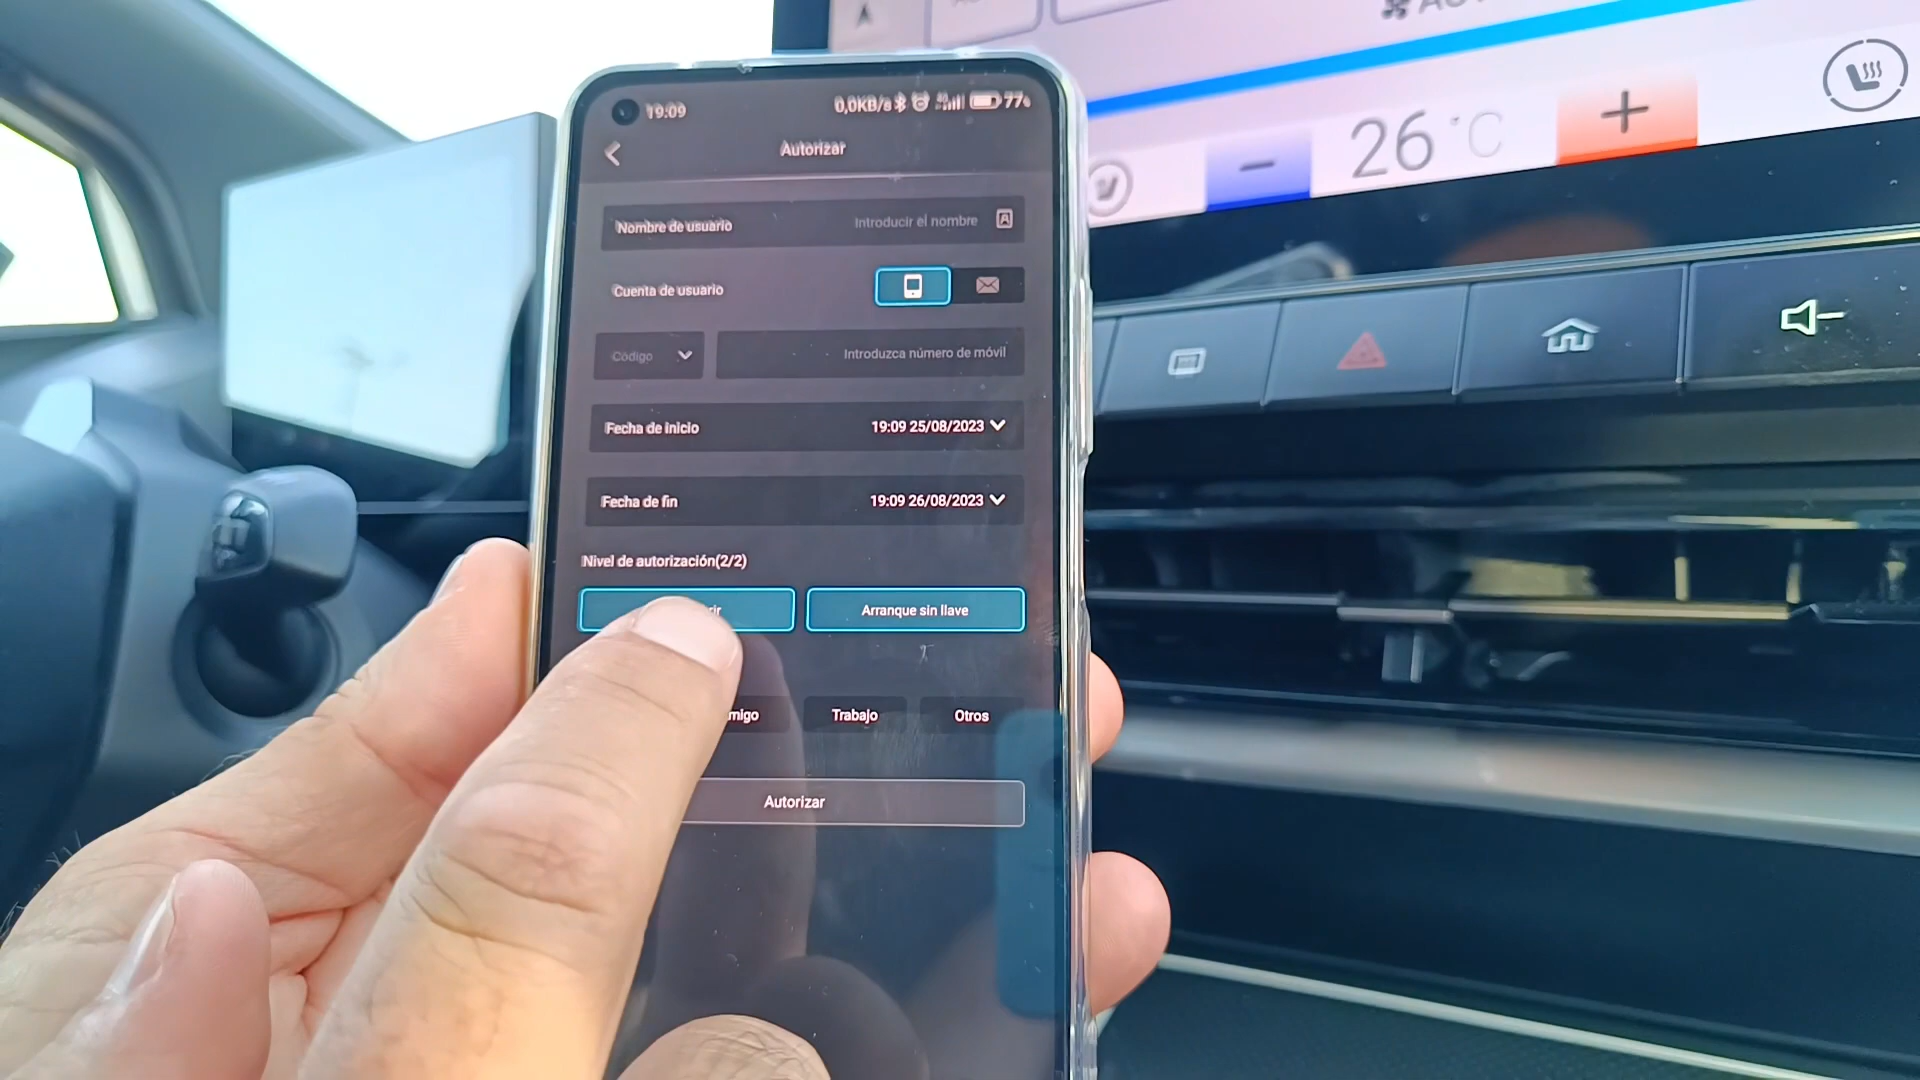 19:09 0,0KB/s 77
Autorizar
Nombre de usuario Introducir el nombre
Cuenta de usuario
Código Introduzca número de móvil
Fecha de inicio 19:09 25/08/2023
Fecha de fin 19:09 26/08/2023
Nivel de autorización(2/2)
Arranque sin llave
Trabajo Otros
Autorizar
26 °C